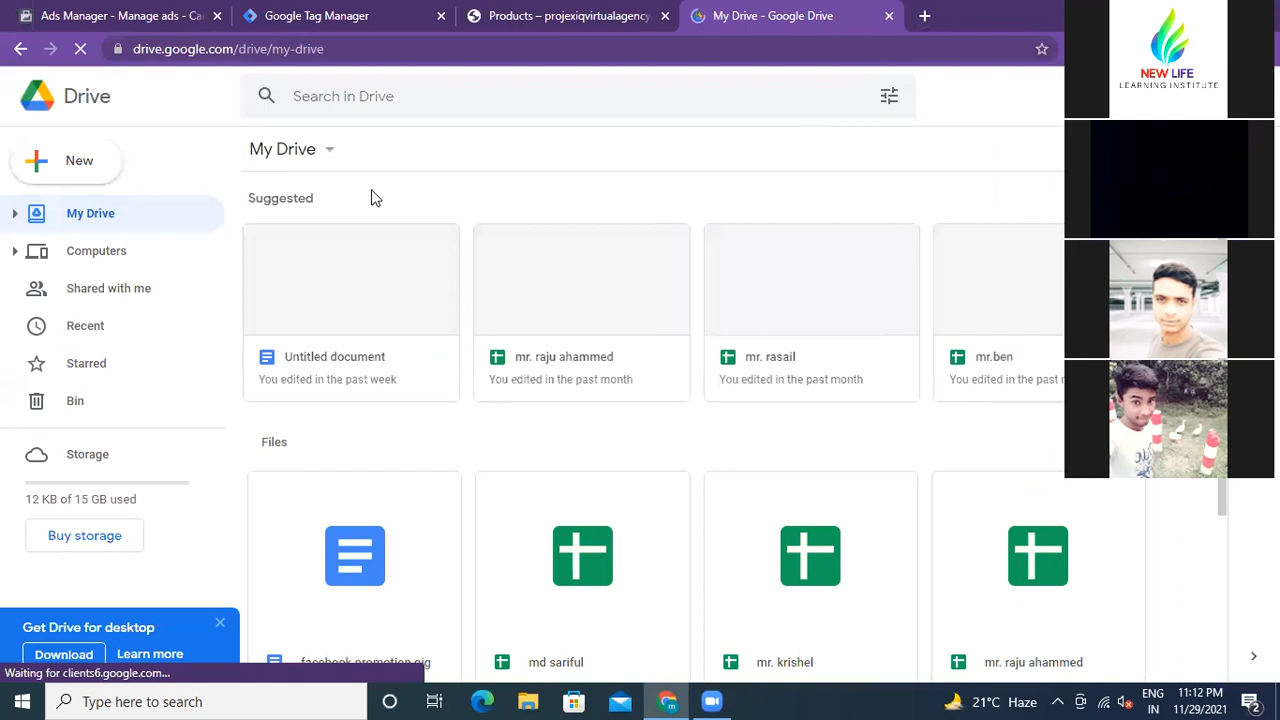 Ads Manager - Manage ads - Ca
Google Tag Manager
Products – projexiqvirtualagency
My Drive - Google Drive
drive.google.com/drive/my-drive
NEW LIFE
LEARNING INSTITUTE
Drive
Search in Drive
New
My Drive
My Drive
Computers
Shared with me
Recent
Starred
Bin
Storage
12 KB of 15 GB used
Buy storage
Suggested
Untitled document
You edited in the past week
mr. raju ahammed
You edited in the past month
mr. rasail
You edited in the past month
mr.ben
You edited in the past
Files
facebook promotion gig
md sariful
mr. krishel
mr. raju ahammed
Get Drive for desktop
Download
Learn more
Waiting for clients6.google.com...
Type here to search
21°C Haze
ENG
IN
11:12 PM
11/29/2021
2